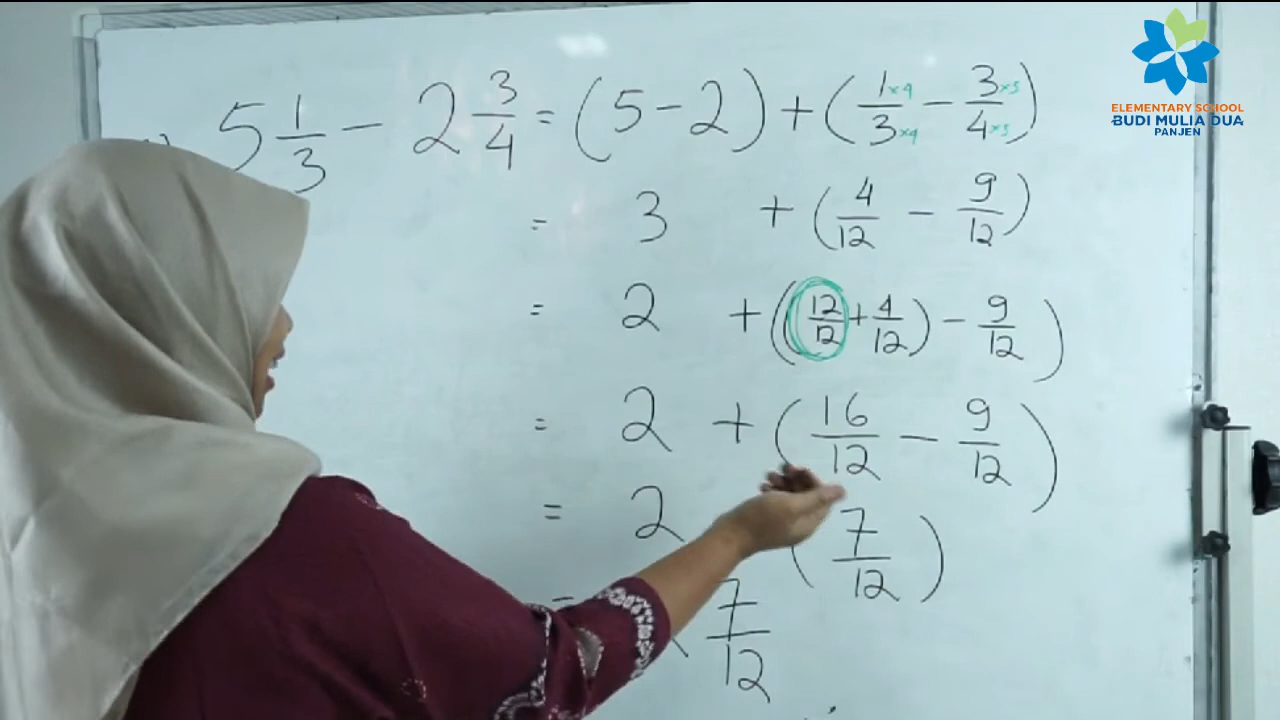 5 1/3 - 2 3/4 = (5 - 2) + (1×4/3×4 - 3×3/4×3)
= 3 + (4/12 - 9/12)
= 2 + ((12/12 + 4/12) - 9/12)
= 2 + (16/12 - 9/12)
= 2 (7/12)
= 7/12
ELEMENTARY SCHOOL
BUDI MULIA DUA
PANJEN